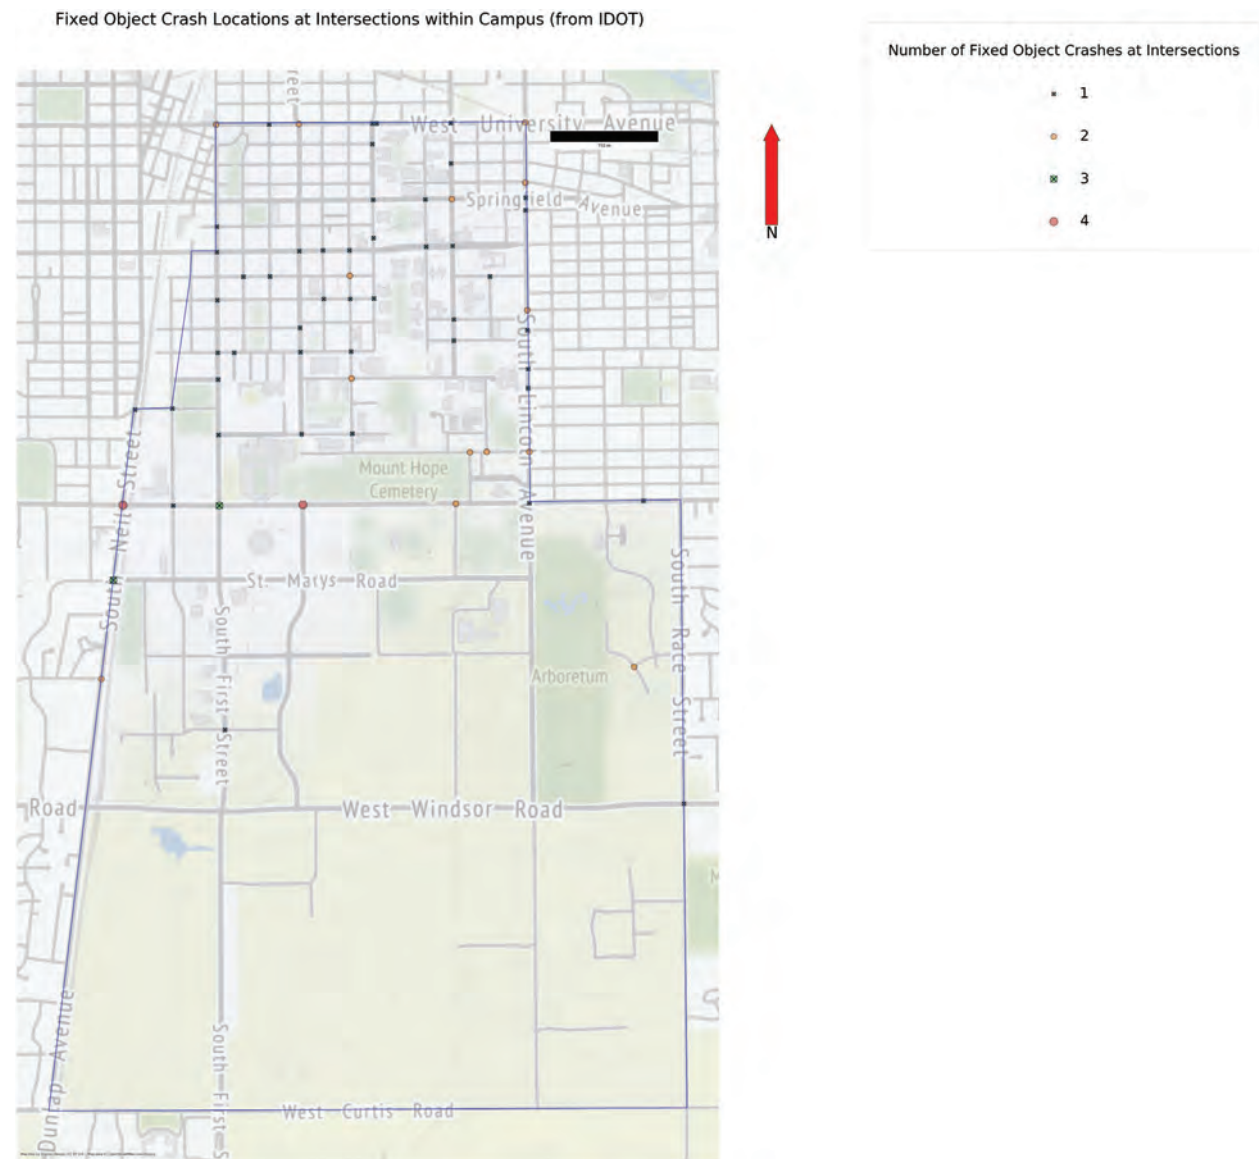 Fixed Object Crash Locations at Intersections within Campus (from IDOT)
Number of Fixed Object Crashes at Intersections
1
2
3
4
N
reet
West University Avenue
Springfield Avenue
South Lincoln Avenue
South Neil Street
Mount Hope
Cemetery
St. Marys Road
South First Street
South Race Street
Arboretum
Road
West Windsor Road
M
Dunlap Avenue
South First S
West Curtis Road